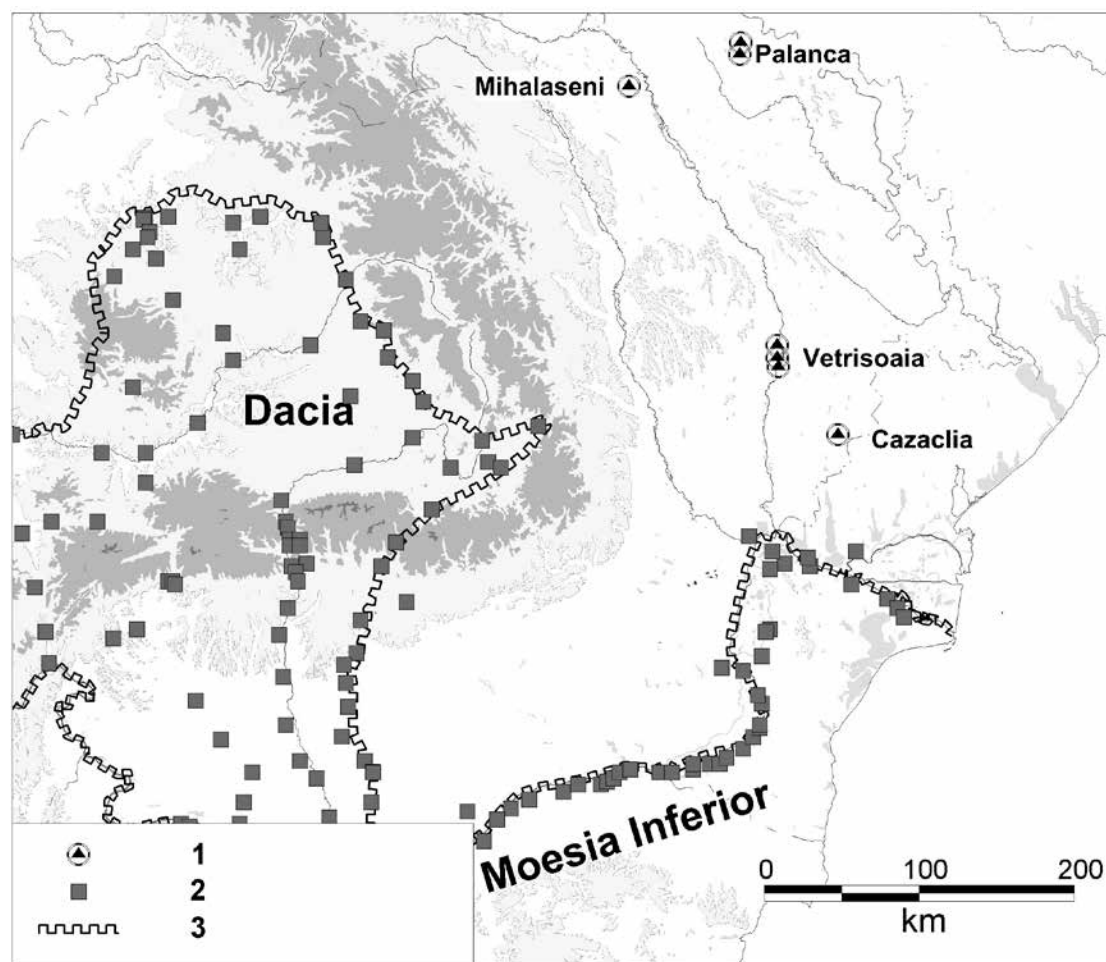 Palanca
Mihalaseni
Vetrisoaia
Dacia
Cazaclia
Moesia Inferior
1
2
3
0 100 200
km